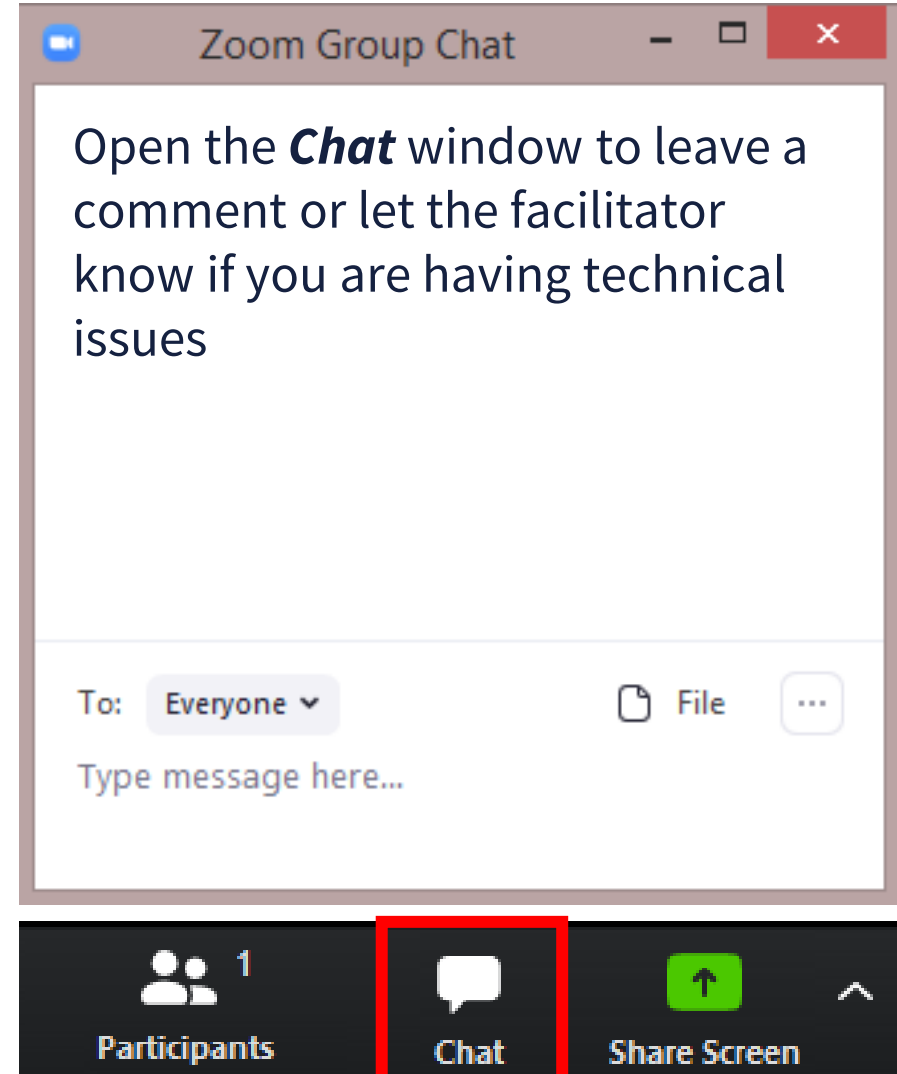 Zoom Group Chat
Open the Chat window to leave a
comment or let the facilitator
know if you are having technical
issues
To: Everyone File
Type message here...
1
Participants Chat Share Screen